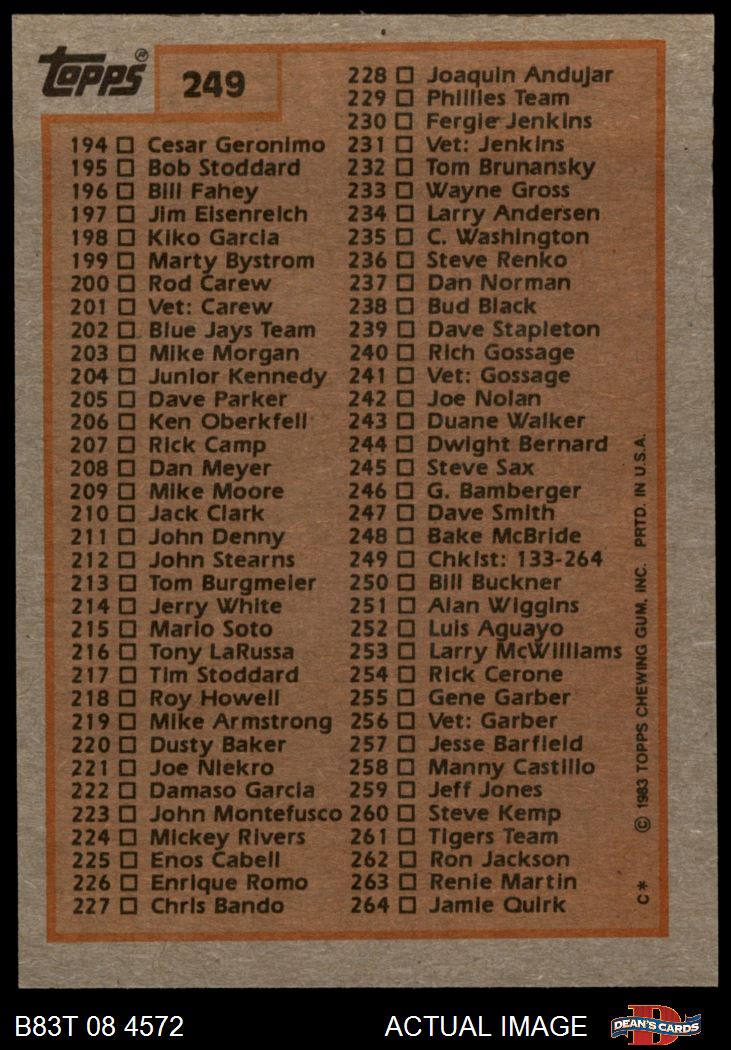 Topps®
249
194 ☐ Cesar Geronimo
195 ☐ Bob Stoddard
196 ☐ Bill Fahey
197 ☐ Jim Eisenreich
198 ☐ Kiko Garcia
199 ☐ Marty Bystrom
200 ☐ Rod Carew
201 ☐ Vet: Carew
202 ☐ Blue Jays Team
203 ☐ Mike Morgan
204 ☐ Junior Kennedy
205 ☐ Dave Parker
206 ☐ Ken Oberkfell
207 ☐ Rick Camp
208 ☐ Dan Meyer
209 ☐ Mike Moore
210 ☐ Jack Clark
211 ☐ John Denny
212 ☐ John Stearns
213 ☐ Tom Burgmeier
214 ☐ Jerry White
215 ☐ Mario Soto
216 ☐ Tony LaRussa
217 ☐ Tim Stoddard
218 ☐ Roy Howell
219 ☐ Mike Armstrong
220 ☐ Dusty Baker
221 ☐ Joe Niekro
222 ☐ Damaso Garcia
223 ☐ John Montefusco
224 ☐ Mickey Rivers
225 ☐ Enos Cabell
226 ☐ Enrique Romo
227 ☐ Chris Bando
228 ☐ Joaquin Andujar
229 ☐ Phillies Team
230 ☐ Fergie Jenkins
231 ☐ Vet: Jenkins
232 ☐ Tom Brunansky
233 ☐ Wayne Gross
234 ☐ Larry Andersen
235 ☐ C. Washington
236 ☐ Steve Renko
237 ☐ Dan Norman
238 ☐ Bud Black
239 ☐ Dave Stapleton
240 ☐ Rich Gossage
241 ☐ Vet: Gossage
242 ☐ Joe Nolan
243 ☐ Duane Walker
244 ☐ Dwight Bernard
245 ☐ Steve Sax
246 ☐ G. Bamberger
247 ☐ Dave Smith
248 ☐ Bake McBride
249 ☐ Chklst: 133-264
250 ☐ Bill Buckner
251 ☐ Alan Wiggins
252 ☐ Luis Aguayo
253 ☐ Larry McWilliams
254 ☐ Rick Cerone
255 ☐ Gene Garber
256 ☐ Vet: Garber
257 ☐ Jesse Barfield
258 ☐ Manny Castillo
259 ☐ Jeff Jones
260 ☐ Steve Kemp
261 ☐ Tigers Team
262 ☐ Ron Jackson
263 ☐ Renie Martin
264 ☐ Jamie Quirk
C* © 1983 TOPPS CHEWING GUM, INC. PRTD. IN U.S.A.
B83T 08 4572
ACTUAL IMAGE
D
DEAN'S CARDS